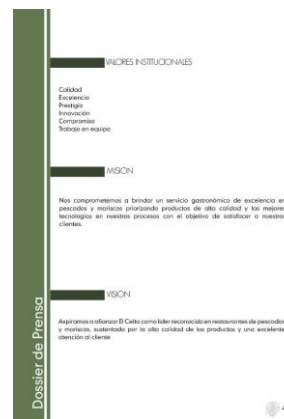 VALORES INSTITUCIONALES
Calidad
Excelencia
Prestigio
Innovación
Compromiso
Trabajo en equipo
MISIÓN
Nos comprometemos a brindar un servicio gastronómico de excelencia en
pescados y mariscos priorizando productos de alta calidad y las mejores
tecnologías en nuestros procesos con el objetivo de satisfacer a nuestros
clientes.
VISIÓN
Aspiramos a afianzar El Celta como líder reconocido en restaurantes de pescados
y mariscos, sustentado por la alta calidad de los productos y una excelente
atención al cliente
Dossier de Prensa
4